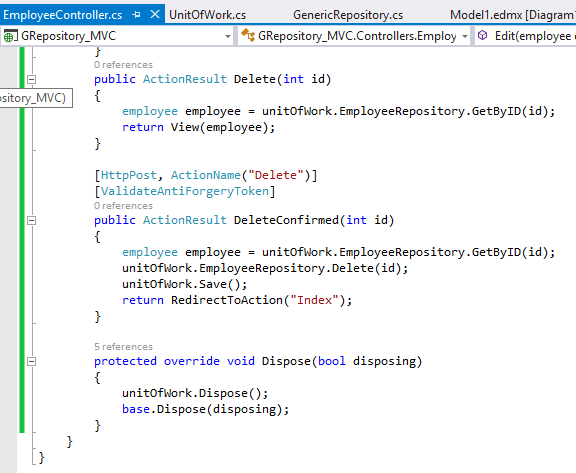 EmployeeController.cs
UnitOfWork.cs
GenericRepository.cs
Model1.edmx [Diagram1
GRepository_MVC
GRepository_MVC.Controllers.Employ
Edit(employee e
}
0 references
public ActionResult Delete(int id)
{
ository_MVC)
employee employee = unitOfWork.EmployeeRepository.GetByID(id);
return View(employee);
}
[HttpPost, ActionName("Delete")]
[ValidateAntiForgeryToken]
0 references
public ActionResult DeleteConfirmed(int id)
{
employee employee = unitOfWork.EmployeeRepository.GetByID(id);
unitOfWork.EmployeeRepository.Delete(id);
unitOfWork.Save();
return RedirectToAction("Index");
}
5 references
protected override void Dispose(bool disposing)
{
unitOfWork.Dispose();
base.Dispose(disposing);
}
}
}